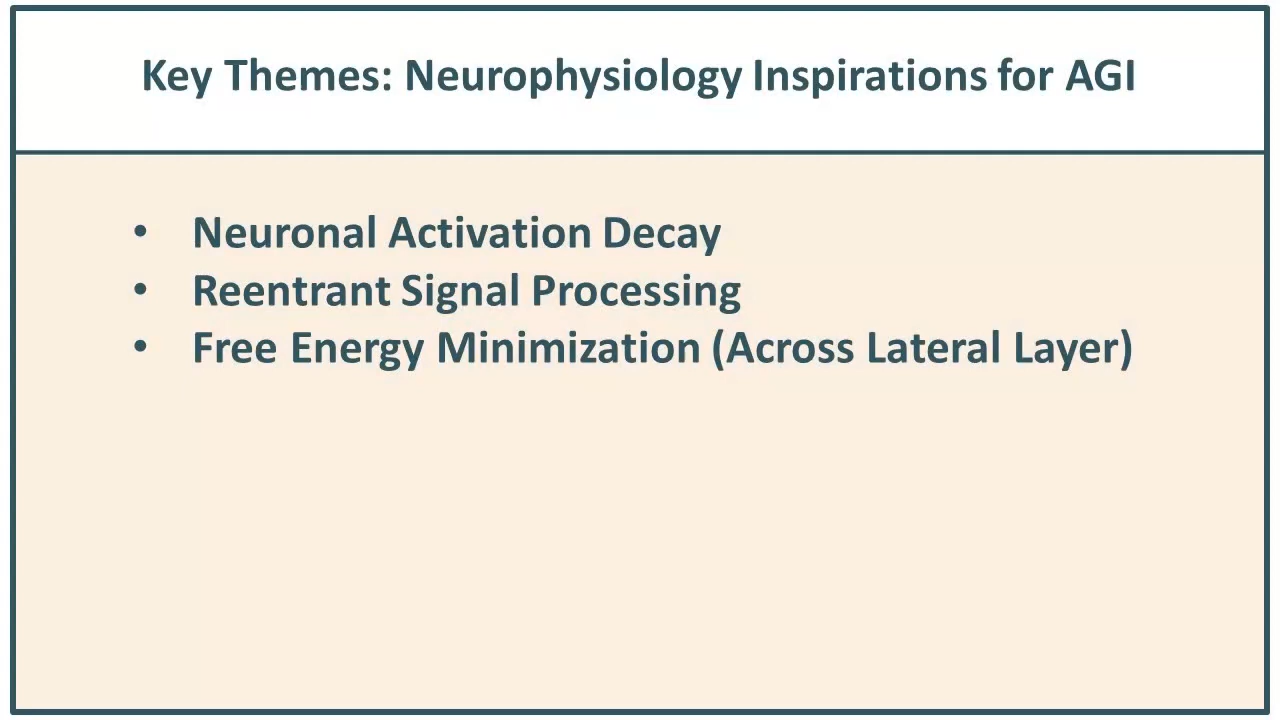 Key Themes: Neurophysiology Inspirations for AGI
• Neuronal Activation Decay
• Reentrant Signal Processing
• Free Energy Minimization (Across Lateral Layer)